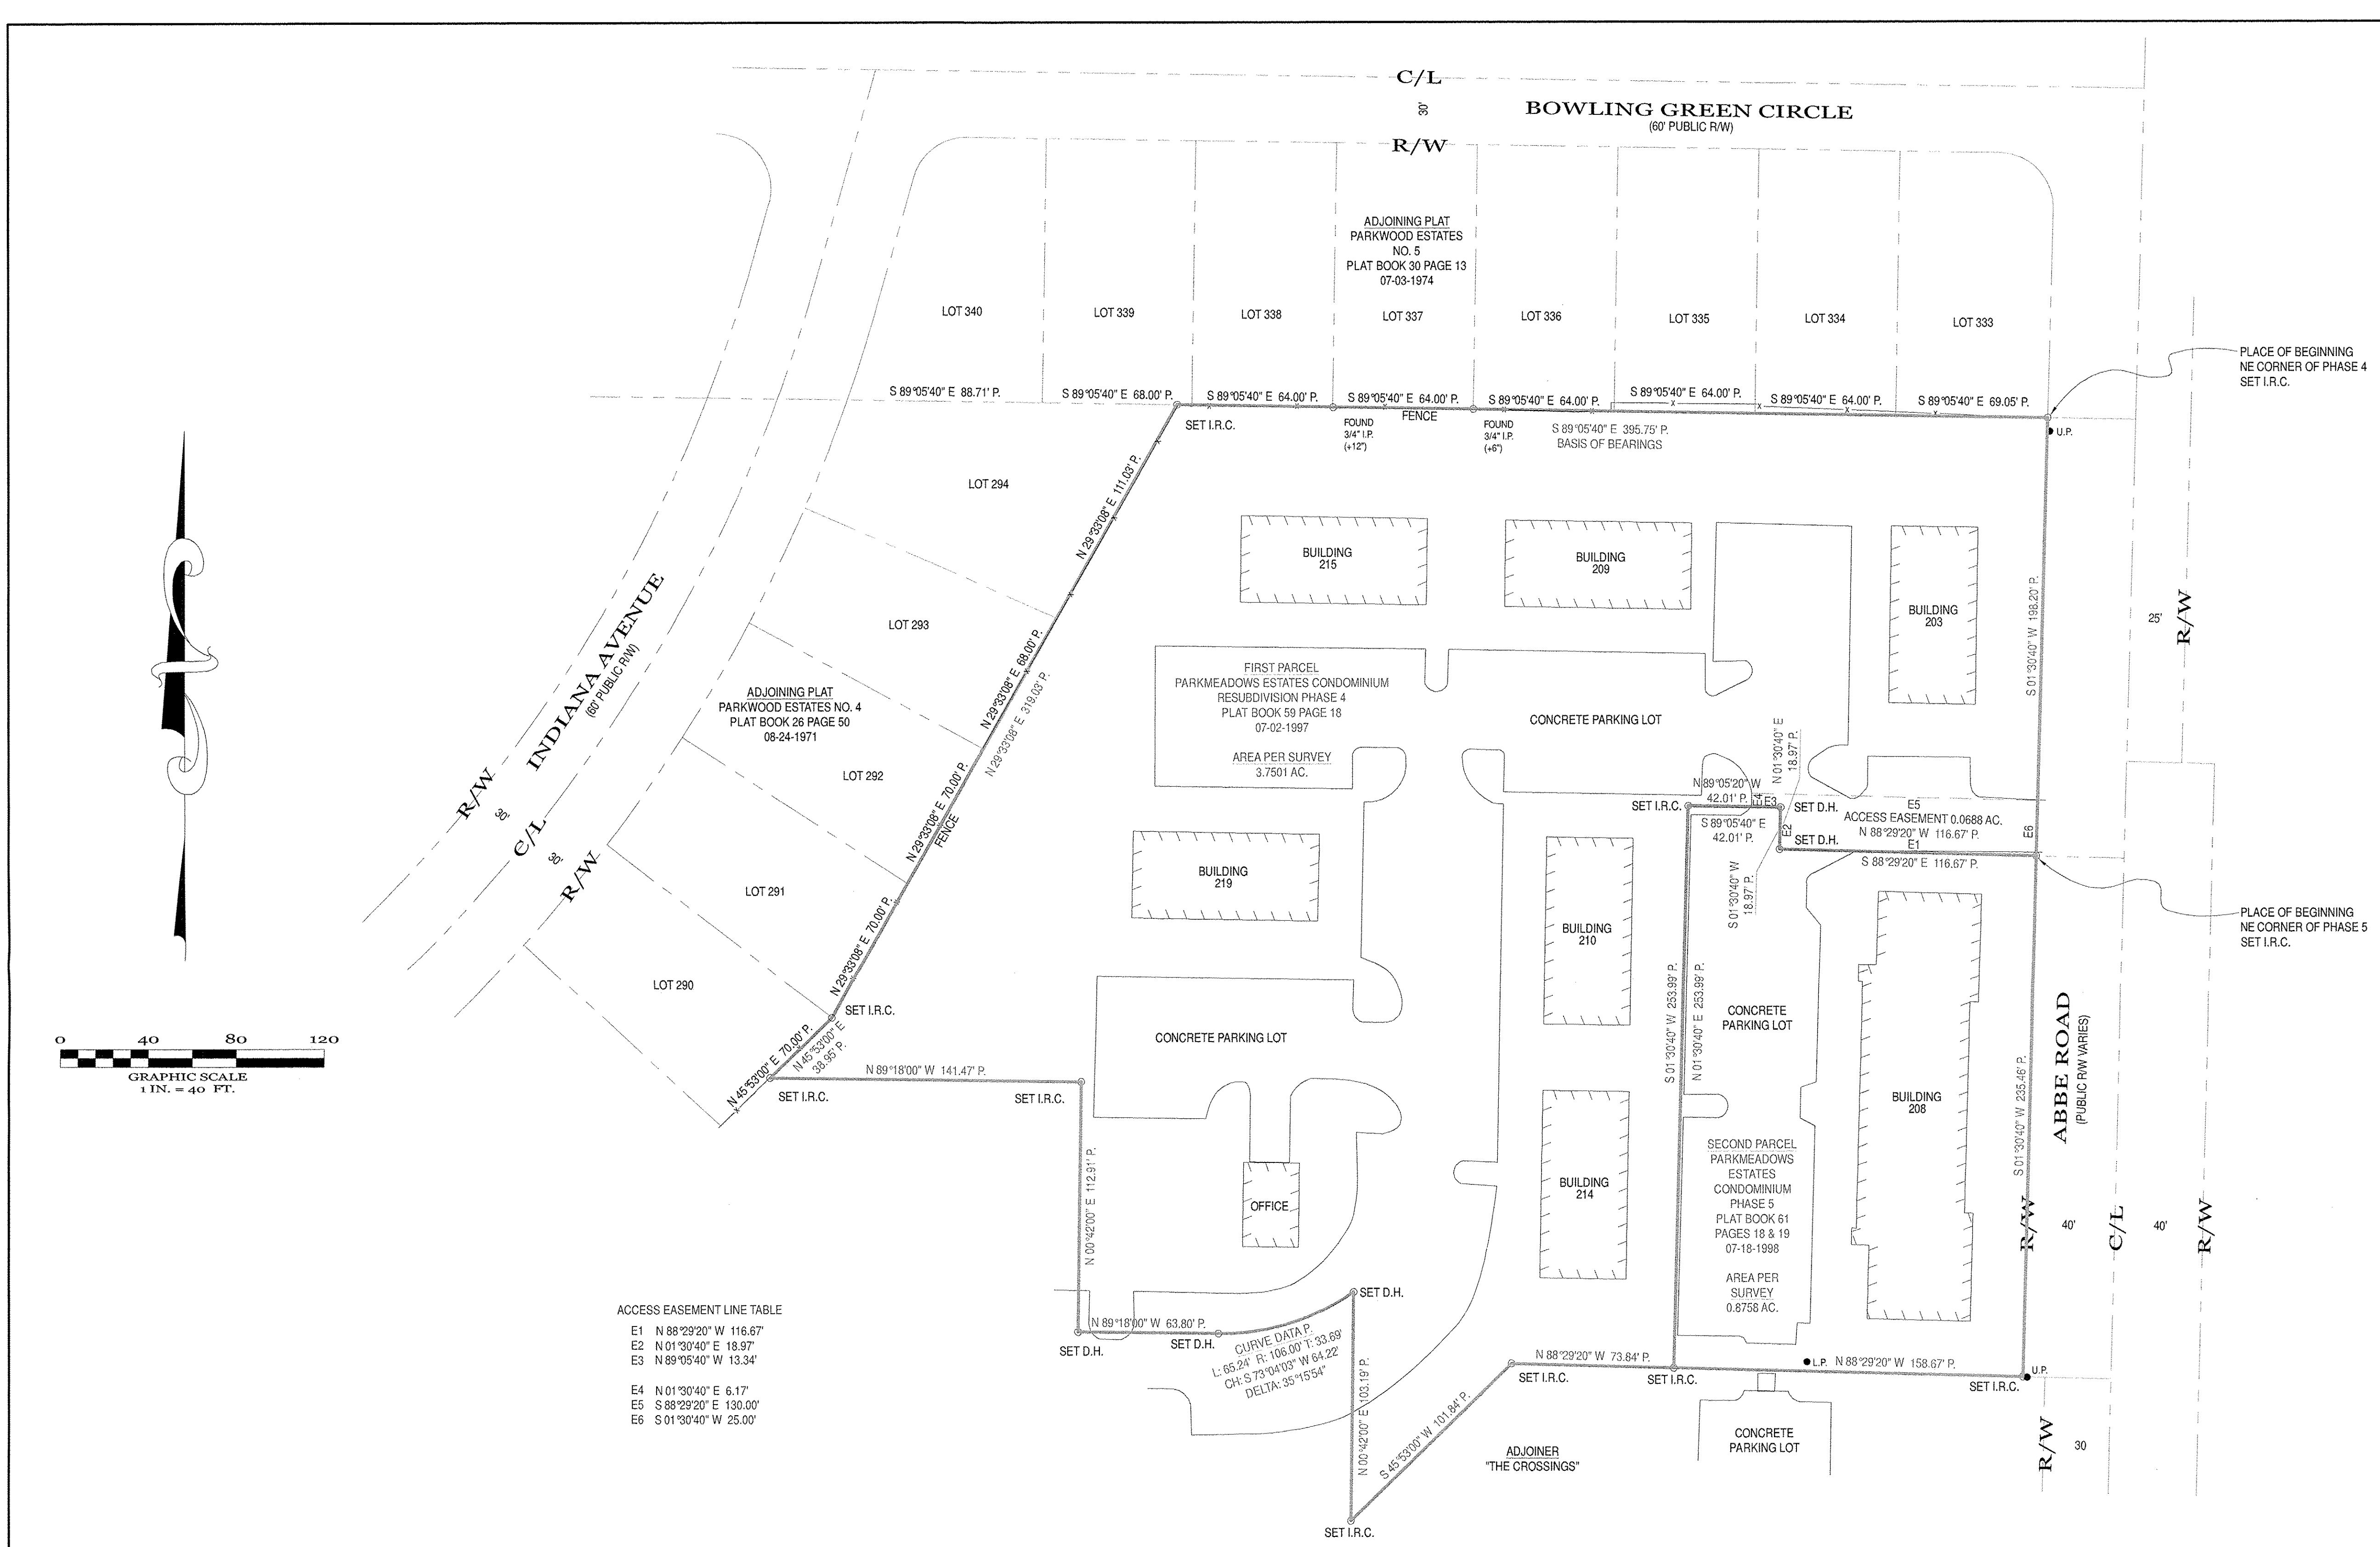 C/L
30'
BOWLING GREEN CIRCLE
(60' PUBLIC R/W)
R/W
ADJOINING PLAT
PARKWOOD ESTATES
NO. 5
PLAT BOOK 30 PAGE 13
07-03-1974
LOT 340
LOT 339
LOT 338
LOT 337
LOT 336
LOT 335
LOT 334
LOT 333
PLACE OF BEGINNING
NE CORNER OF PHASE 4
SET I.R.C.
S 89°05'40" E 88.71' P.
S 89°05'40" E 68.00' P.
S 89°05'40" E 64.00' P.
S 89°05'40" E 64.00' P.
S 89°05'40" E 64.00' P.
S 89°05'40" E 64.00' P.
S 89°05'40" E 64.00' P.
S 89°05'40" E 69.05' P.
SET I.R.C.
FOUND
3/4" I.P.
(+12")
FENCE
FOUND
3/4" I.P.
(+6")
S 89°05'40" E 395.75' P.
BASIS OF BEARINGS
U.P.
LOT 294
N 29°33'08" E 111.03' P.
BUILDING
215
BUILDING
209
BUILDING
203
S 01°30'40" W 198.20' P.
25'
R/W
LOT 293
N 29°33'08" E 68.00' P.
N 29°33'08" E 319.03' P.
INDIANA AVENUE
(60' PUBLIC R/W)
R/W
30'
C/L
30'
R/W
ADJOINING PLAT
PARKWOOD ESTATES NO. 4
PLAT BOOK 26 PAGE 50
08-24-1971
FIRST PARCEL
PARKMEADOWS ESTATES CONDOMINIUM
RESUBDIVISION PHASE 4
PLAT BOOK 59 PAGE 18
07-02-1997
AREA PER SURVEY
3.7501 AC.
CONCRETE PARKING LOT
N 01°30'40" E
18.97' P.
LOT 292
N 29°33'08" E 70.00' P.
FENCE
N 89°05'20" W
42.01' P.
SET I.R.C.
E4
E3
SET D.H.
S 89°05'40" E
42.01' P.
E2
SET D.H.
E5
ACCESS EASEMENT 0.0688 AC.
N 88°29'20" W 116.67' P.
E1
S 88°29'20" E 116.67' P.
E6
S 01°30'40" W
18.97' P.
BUILDING
219
LOT 291
N 29°33'08" E 70.00' P.
BUILDING
210
PLACE OF BEGINNING
NE CORNER OF PHASE 5
SET I.R.C.
LOT 290
SET I.R.C.
N 45°53'00" E 70.00' P.
N 45°53'00" E
38.95' P.
SET I.R.C.
N 89°18'00" W 141.47' P.
SET I.R.C.
CONCRETE PARKING LOT
S 01°30'40" W 253.99' P.
N 01°30'40" E 253.99' P.
CONCRETE
PARKING LOT
ABBE ROAD
(PUBLIC R/W VARIES)
S 01°30'40" W 235.46' P.
BUILDING
208
0 40 80 120
GRAPHIC SCALE
1 IN. = 40 FT.
N 00°42'00" E 112.91' P.
OFFICE
BUILDING
214
SECOND PARCEL
PARKMEADOWS
ESTATES
CONDOMINIUM
PHASE 5
PLAT BOOK 61
PAGES 18 & 19
07-18-1998
AREA PER
SURVEY
0.8758 AC.
R/W
40'
C/L
40'
R/W
ACCESS EASEMENT LINE TABLE
E1 N 88°29'20" W 116.67'
E2 N 01°30'40" E 18.97'
E3 N 89°05'40" W 13.34'
E4 N 01°30'40" E 6.17'
E5 S 88°29'20" E 130.00'
E6 S 01°30'40" W 25.00'
N 89°18'00" W 63.80' P.
SET D.H.
SET D.H.
SET D.H.
CURVE DATA P.
L: 65.24' R: 106.00' T: 33.69'
CH: S 73°04'03" W 64.22'
DELTA: 35°15'54"
N 00°42'00" E 103.19' P.
S 45°53'00" W 101.84' P.
SET I.R.C.
N 88°29'20" W 73.84' P.
SET I.R.C.
SET I.R.C.
L.P.
N 88°29'20" W 158.67' P.
SET I.R.C.
U.P.
CONCRETE
PARKING LOT
ADJOINER
"THE CROSSINGS"
R/W
30